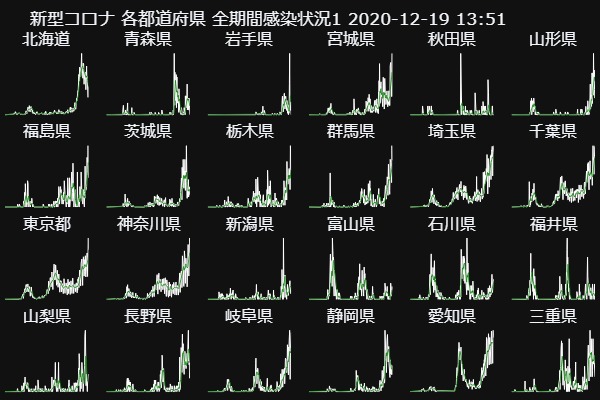 新型コロナ 各都道府県 全期間感染状況1 2020-12-19 13:51
北海道 青森県 岩手県 宮城県 秋田県 山形県
福島県 茨城県 栃木県 群馬県 埼玉県 千葉県
東京都 神奈川県 新潟県 富山県 石川県 福井県
山梨県 長野県 岐阜県 静岡県 愛知県 三重県